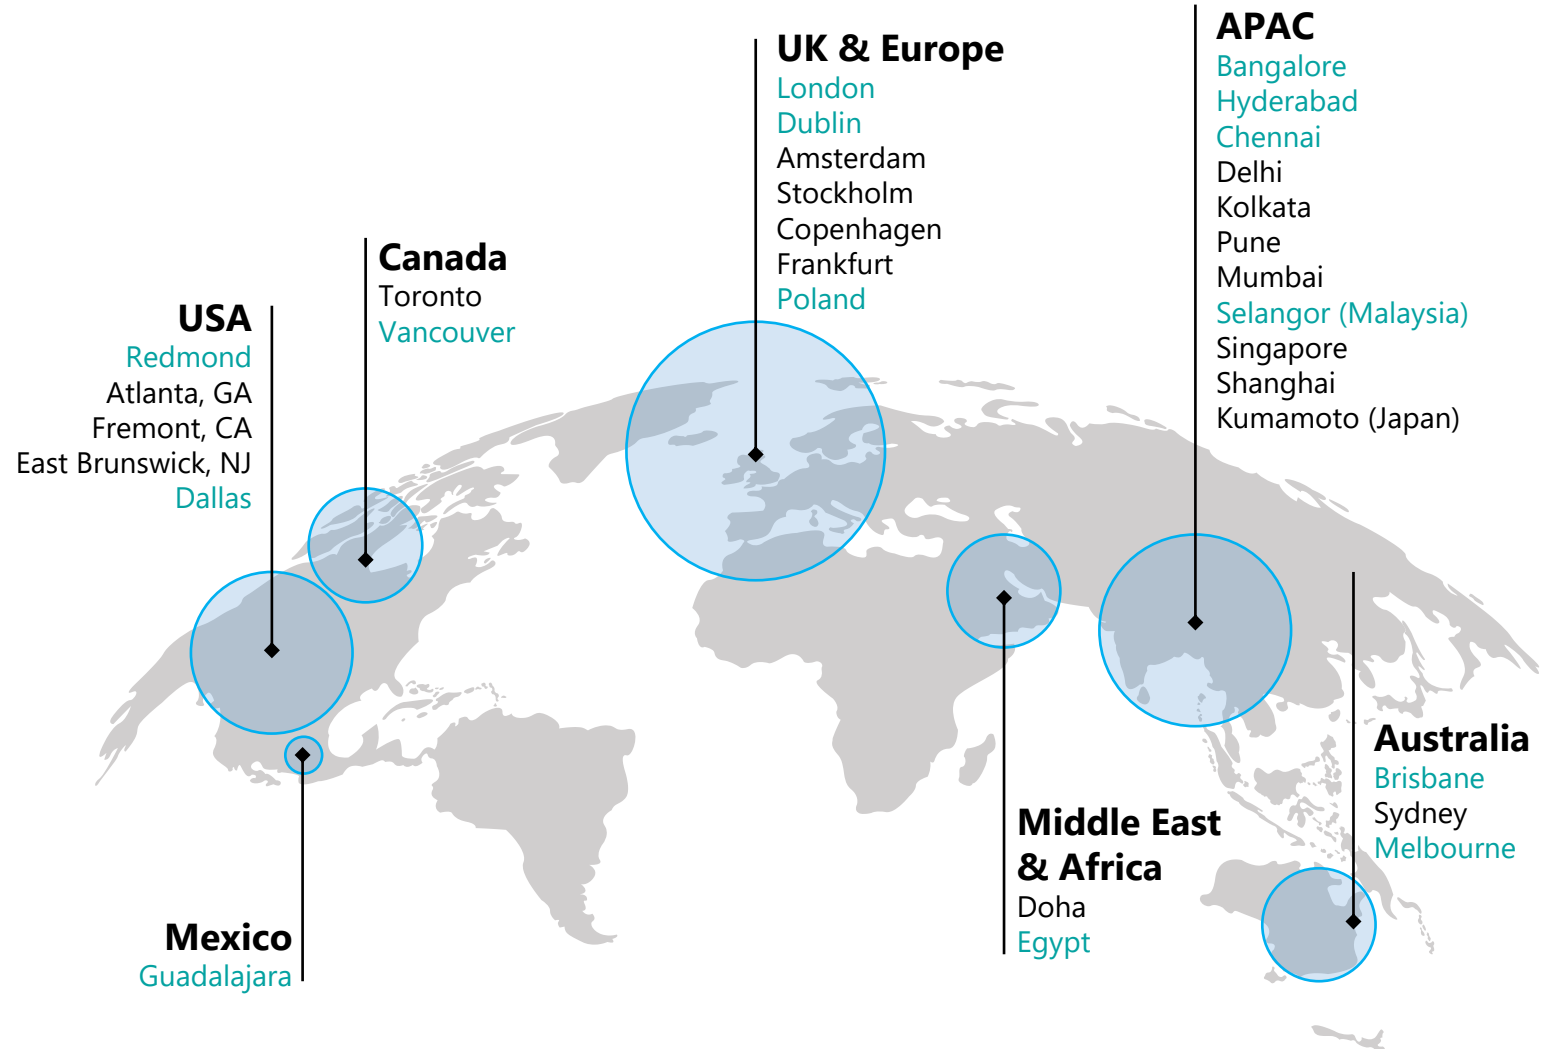 APAC
Bangalore
Hyderabad
Chennai
Delhi
Kolkata
Pune
Mumbai
Selangor (Malaysia)
Singapore
Shanghai
Kumamoto (Japan)
UK & Europe
London
Dublin
Amsterdam
Stockholm
Copenhagen
Frankfurt
Poland
Canada
Toronto
Vancouver
USA
Redmond
Atlanta, GA
Fremont, CA
East Brunswick, NJ
Dallas
Australia
Brisbane
Sydney
Melbourne
Middle East
& Africa
Doha
Egypt
Mexico
Guadalajara